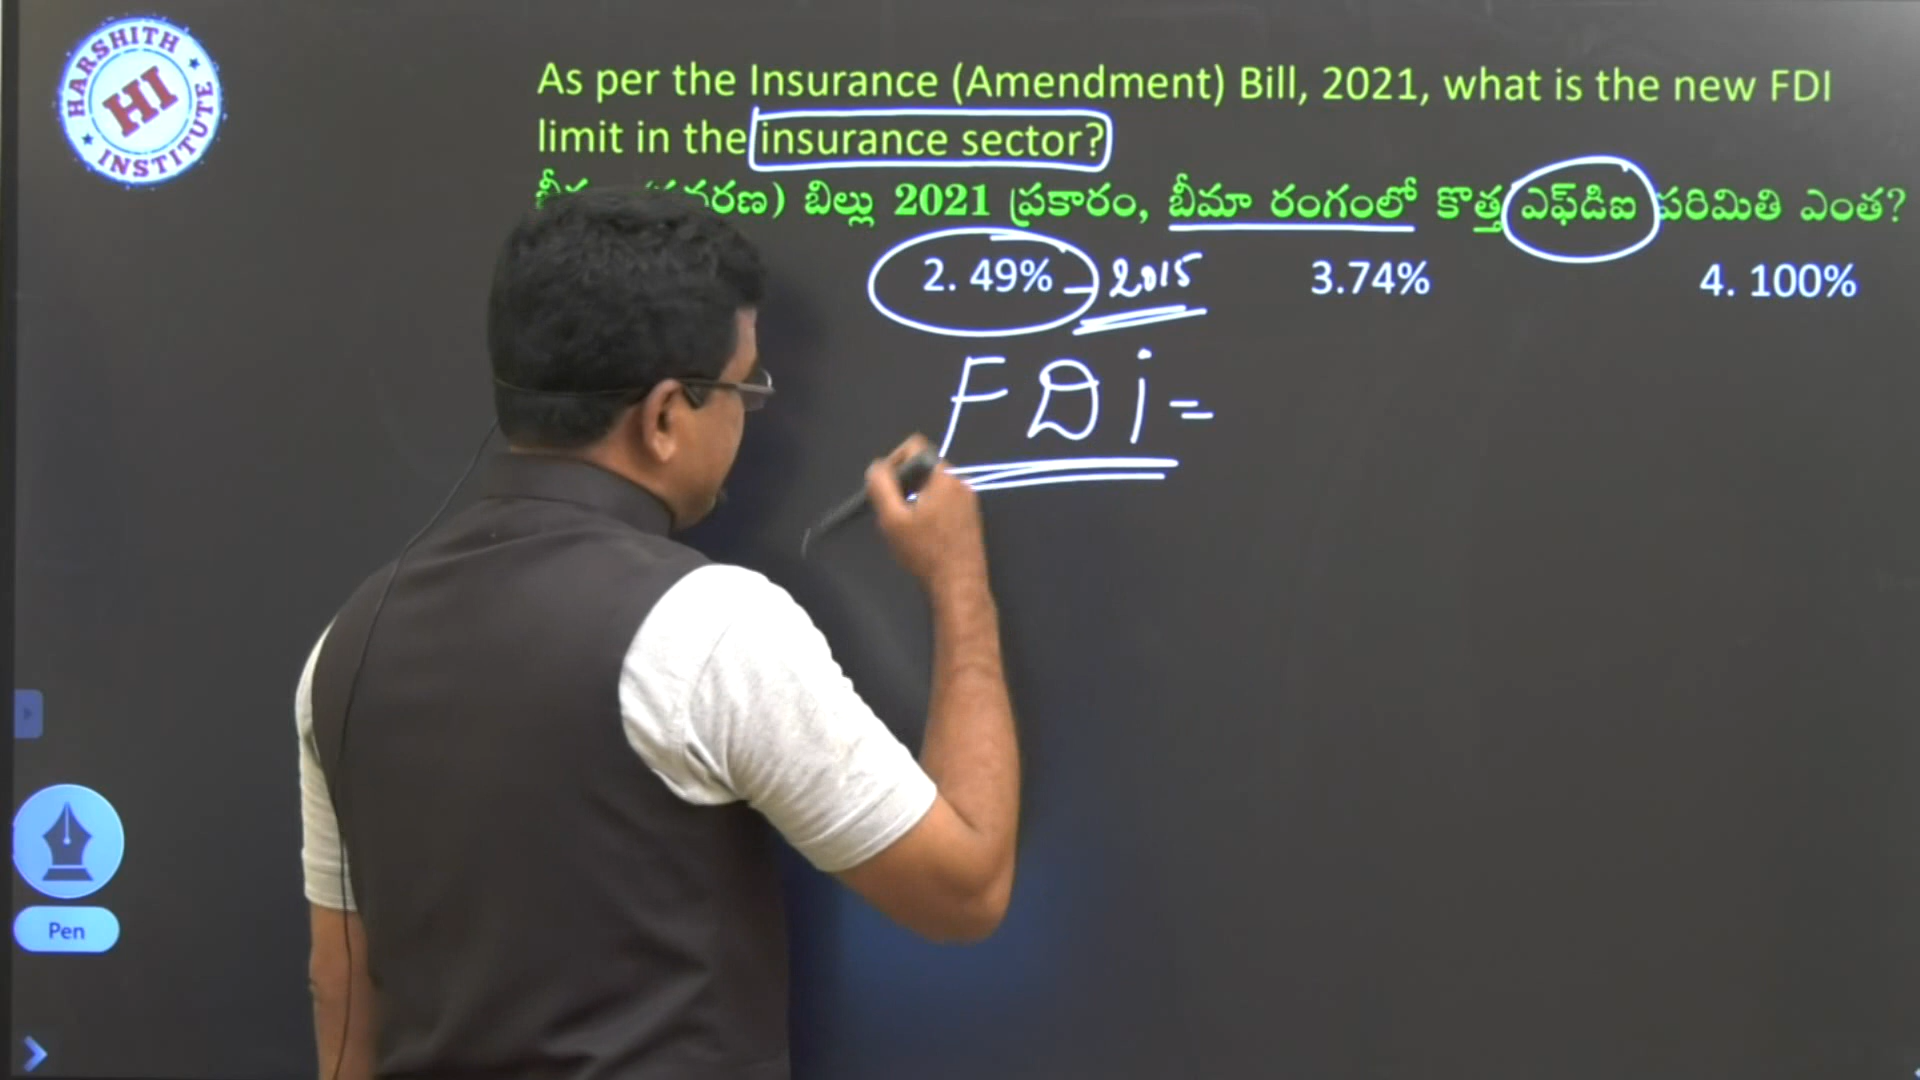 HARSHITH
HI
INSTITUTE
As per the Insurance (Amendment) Bill, 2021, what is the new FDI
limit in the insurance sector?
బిల్లు 2021 ప్రకారం, బీమా రంగంలో కొత్త ఎఫ్‌డిఐ పరిమితి ఎంత?
2. 49% - 2015 3.74% 4. 100%
FDi=
Pen